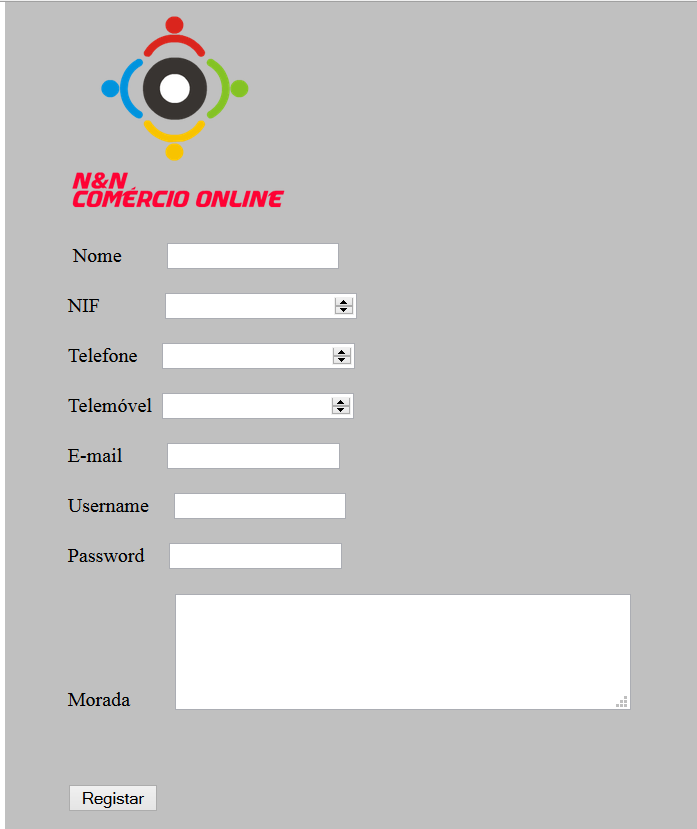 N&N
COMÉRCIO ONLINE
Nome
NIF
Telefone
Telemóvel
E-mail
Username
Password
Morada
Registar